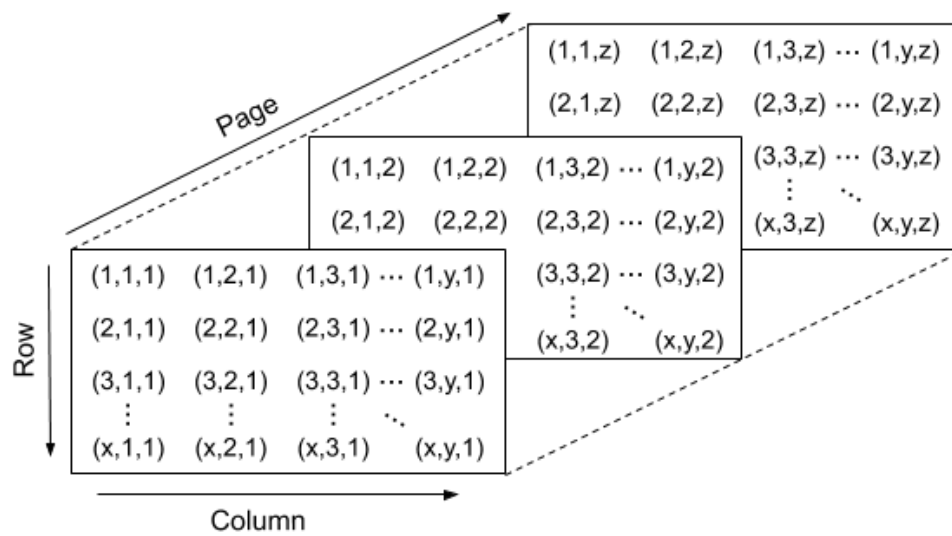 Page
(1,1,z) (1,2,z) (1,3,z) ⋯ (1,y,z)
(2,1,z) (2,2,z) (2,3,z) ⋯ (2,y,z)
(3,3,z) ⋯ (3,y,z)
⋮ ⋱
(x,3,z) (x,y,z)
(1,1,2) (1,2,2) (1,3,2) ⋯ (1,y,2)
(2,1,2) (2,2,2) (2,3,2) ⋯ (2,y,2)
(3,3,2) ⋯ (3,y,2)
⋮ ⋱
(x,3,2) (x,y,2)
Row
(1,1,1) (1,2,1) (1,3,1) ⋯ (1,y,1)
(2,1,1) (2,2,1) (2,3,1) ⋯ (2,y,1)
(3,1,1) (3,2,1) (3,3,1) ⋯ (3,y,1)
⋮ ⋮ ⋮ ⋱
(x,1,1) (x,2,1) (x,3,1) (x,y,1)
Column